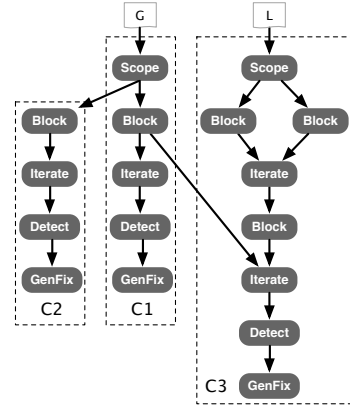 G L
Scope Scope
Block Block Block Block
Iterate Iterate Iterate
Detect Detect Block
GenFix GenFix Iterate
C2 C1
Detect
C3 GenFix